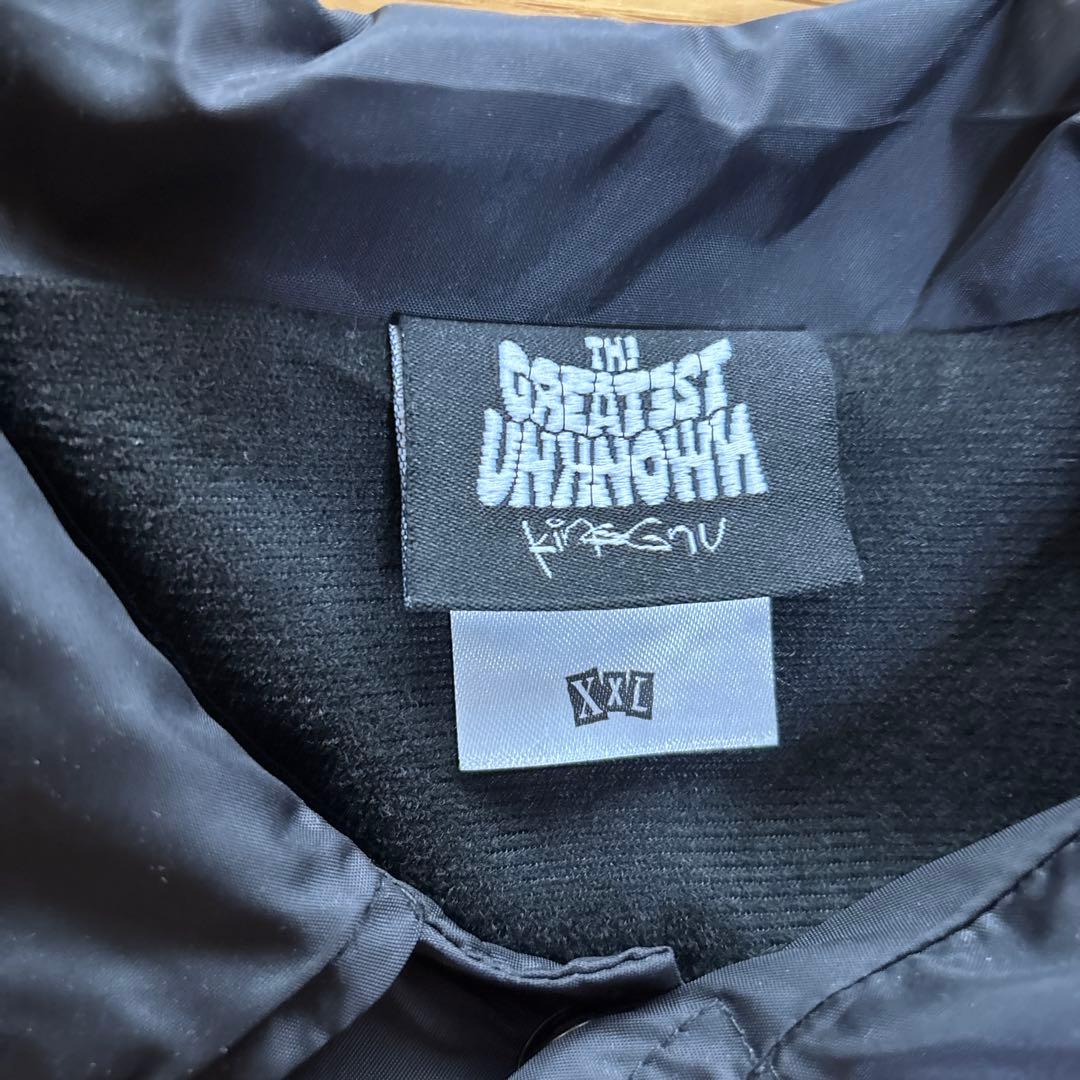 THE
GREATEST
UNKNOWN
King Gnu
XXL